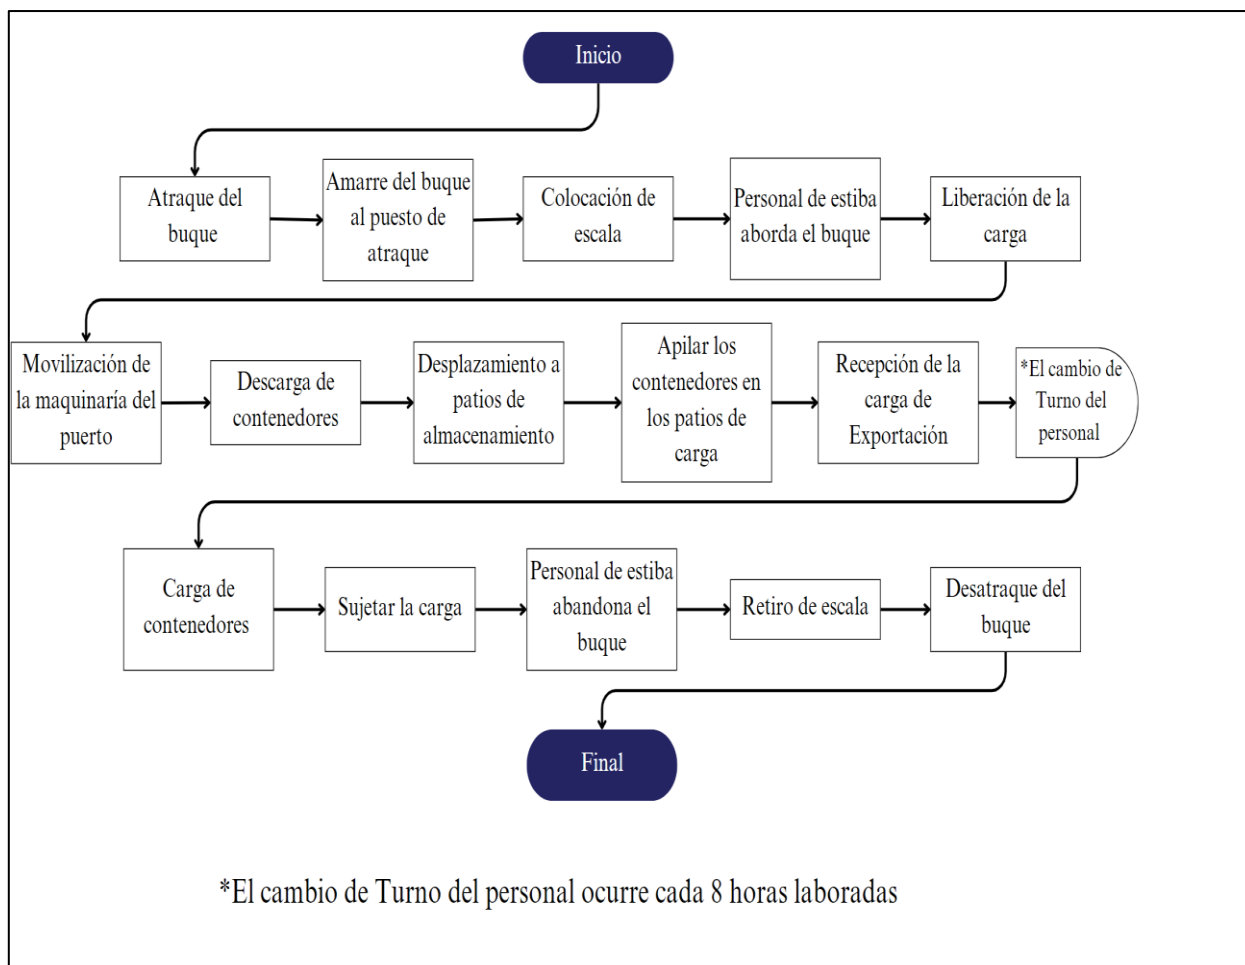 Inicio
Atraque del
buque
Amarre del buque
al puesto de
atraque
Colocación de
escala
Personal de estiba
aborda el buque
Liberación de la
carga
Movilización de
la maquinaría del
puerto
Descarga de
contenedores
Desplazamiento a
patios de
almacenamiento
Apilar los
contenedores en
los patios de
carga
Recepción de la
carga de
Exportación
*El cambio de
Turno del
personal
Carga de
contenedores
Sujetar la carga
Personal de estiba
abandona el
buque
Retiro de escala
Desatraque del
buque
Final
*El cambio de Turno del personal ocurre cada 8 horas laboradas